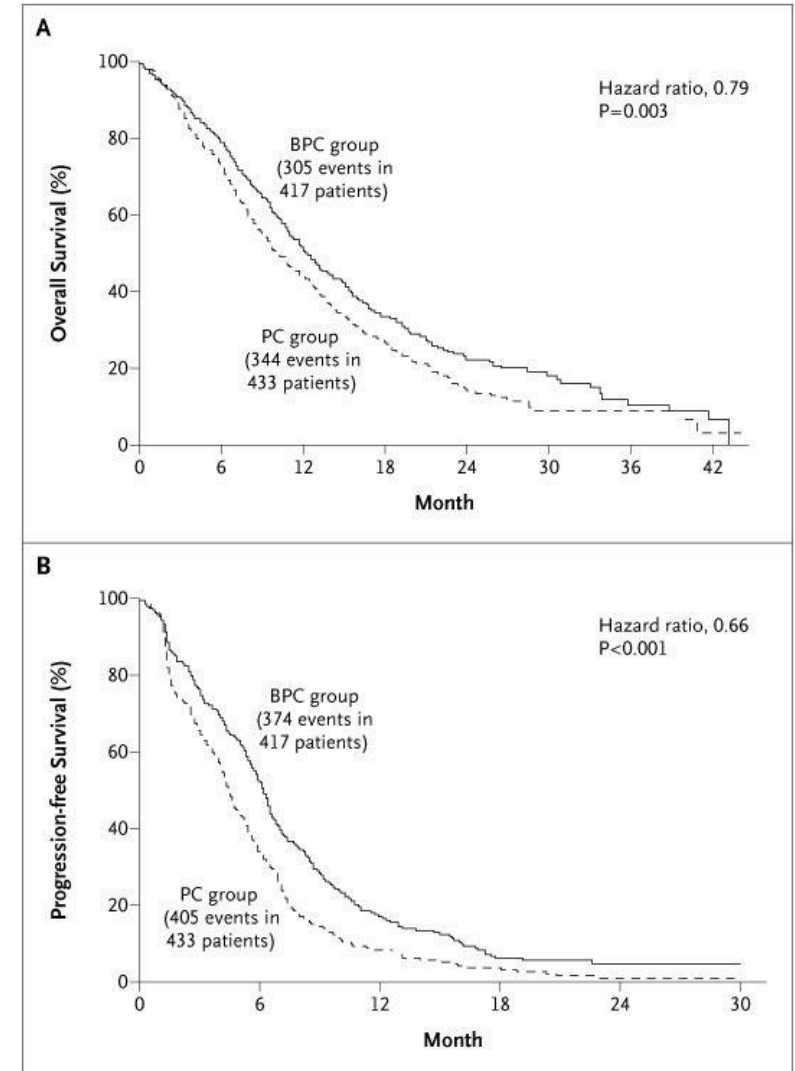 A
100
80
60
40
20
0
Overall Survival (%)
Hazard ratio, 0.79
P=0.003
BPC group
(305 events in
417 patients)
PC group
(344 events in
433 patients)
0 6 12 18 24 30 36 42
Month
B
100
80
60
40
20
0
Progression-free Survival (%)
Hazard ratio, 0.66
P<0.001
BPC group
(374 events in
417 patients)
PC group
(405 events in
433 patients)
0 6 12 18 24 30
Month